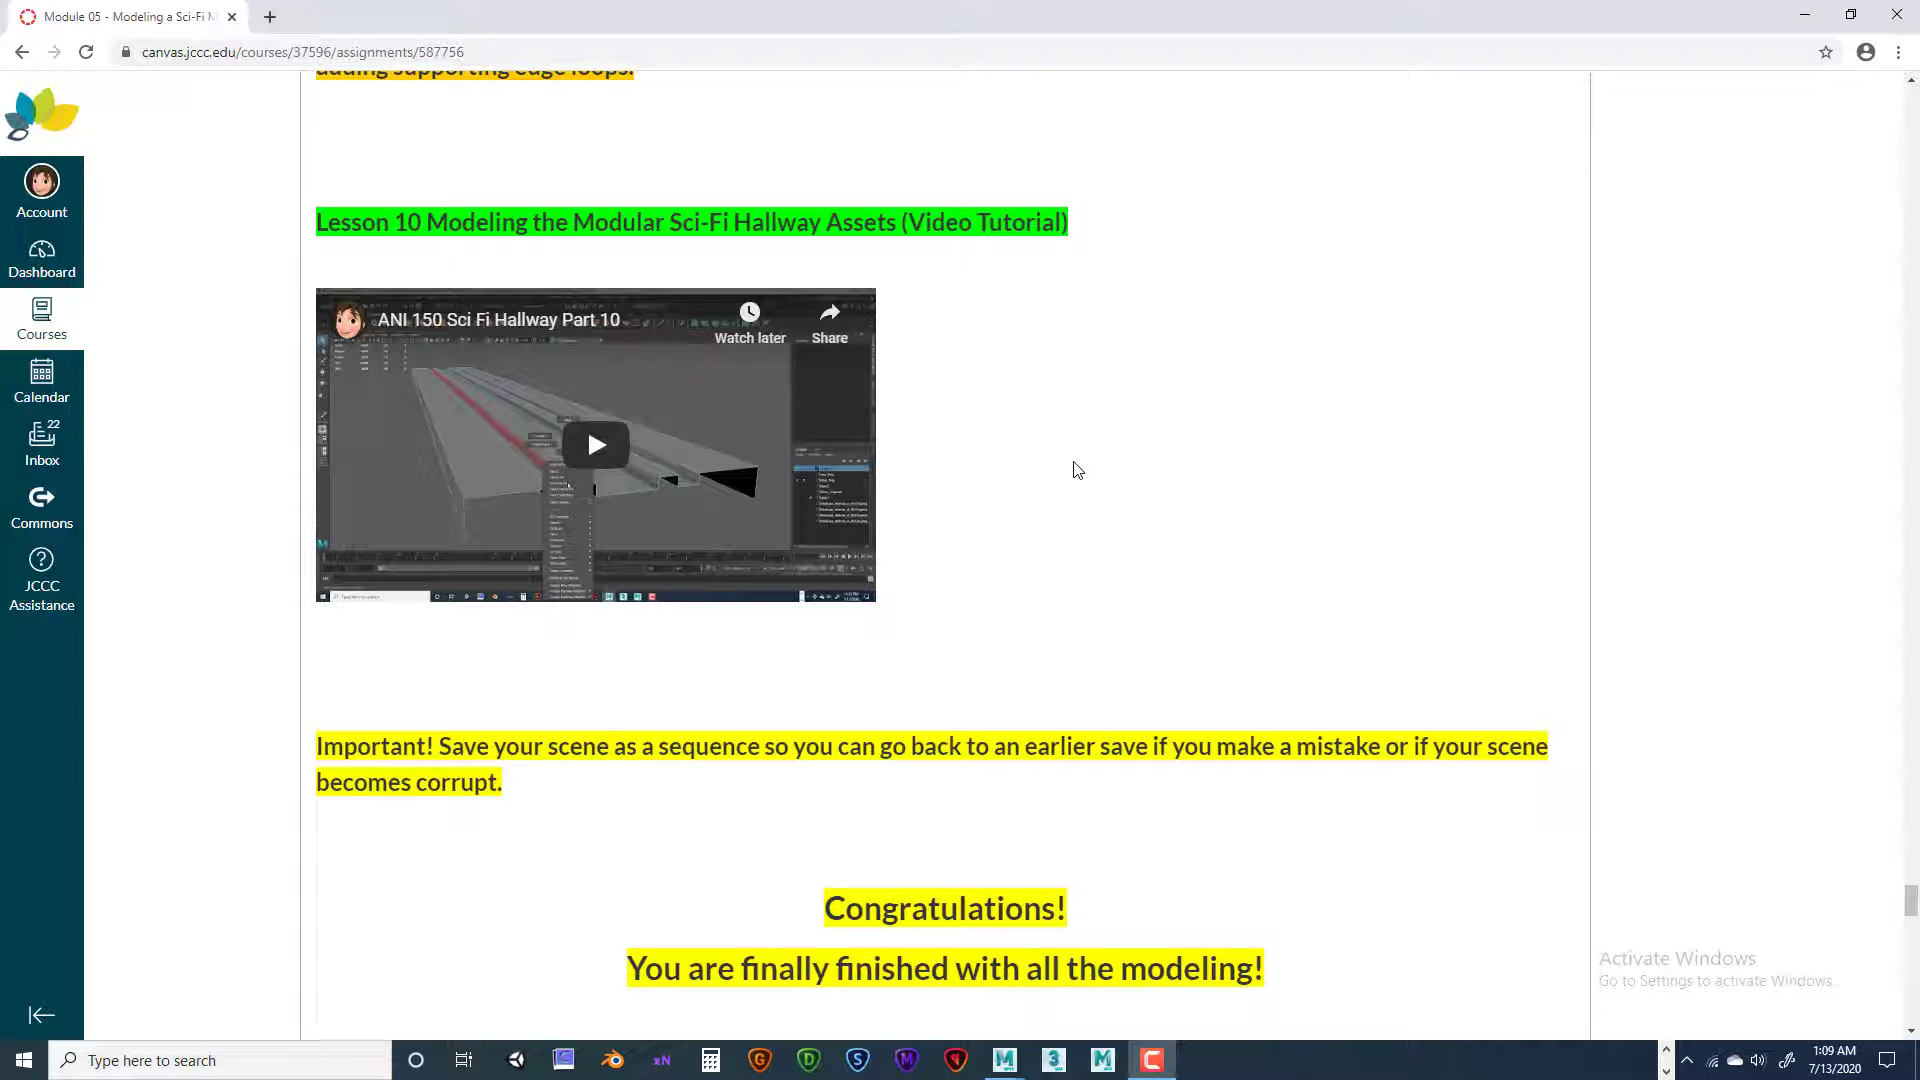 Module 05 - Modeling a Sci-Fi M
canvas.jccc.edu/courses/37596/assignments/587756
adding supporting edge loops.
Account
Dashboard
Courses
Calendar
22
Inbox
Commons
JCCC
Assistance
Lesson 10 Modeling the Modular Sci-Fi Hallway Assets (Video Tutorial)
ANI 150 Sci Fi Hallway Part 10
Watch later
Share
Important! Save your scene as a sequence so you can go back to an earlier save if you make a mistake or if your scene
becomes corrupt.
Congratulations!
You are finally finished with all the modeling!
Activate Windows
Go to Settings to activate Windows.
Type here to search
1:09 AM
7/13/2020